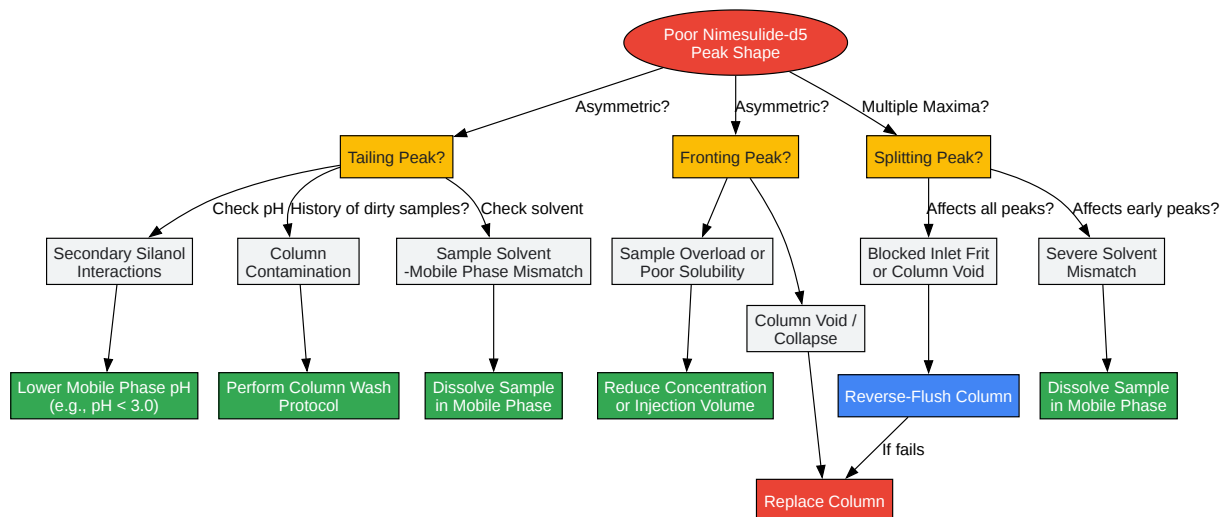 Poor Nimesulide-d5
Peak Shape
Asymmetric?
Asymmetric?
Multiple Maxima?
Tailing Peak?
Fronting Peak?
Splitting Peak?
Check pH
History of dirty samples?
Check solvent
Affects all peaks?
Affects early peaks?
Secondary Silanol
Interactions
Column
Contamination
Sample Solvent
-Mobile Phase Mismatch
Sample Overload or
Poor Solubility
Blocked Inlet Frit
or Column Void
Severe Solvent
Mismatch
Column Void /
Collapse
Lower Mobile Phase pH
(e.g., pH < 3.0)
Perform Column Wash
Protocol
Dissolve Sample
in Mobile Phase
Reduce Concentration
or Injection Volume
Reverse-Flush Column
Dissolve Sample
in Mobile Phase
If fails
Replace Column